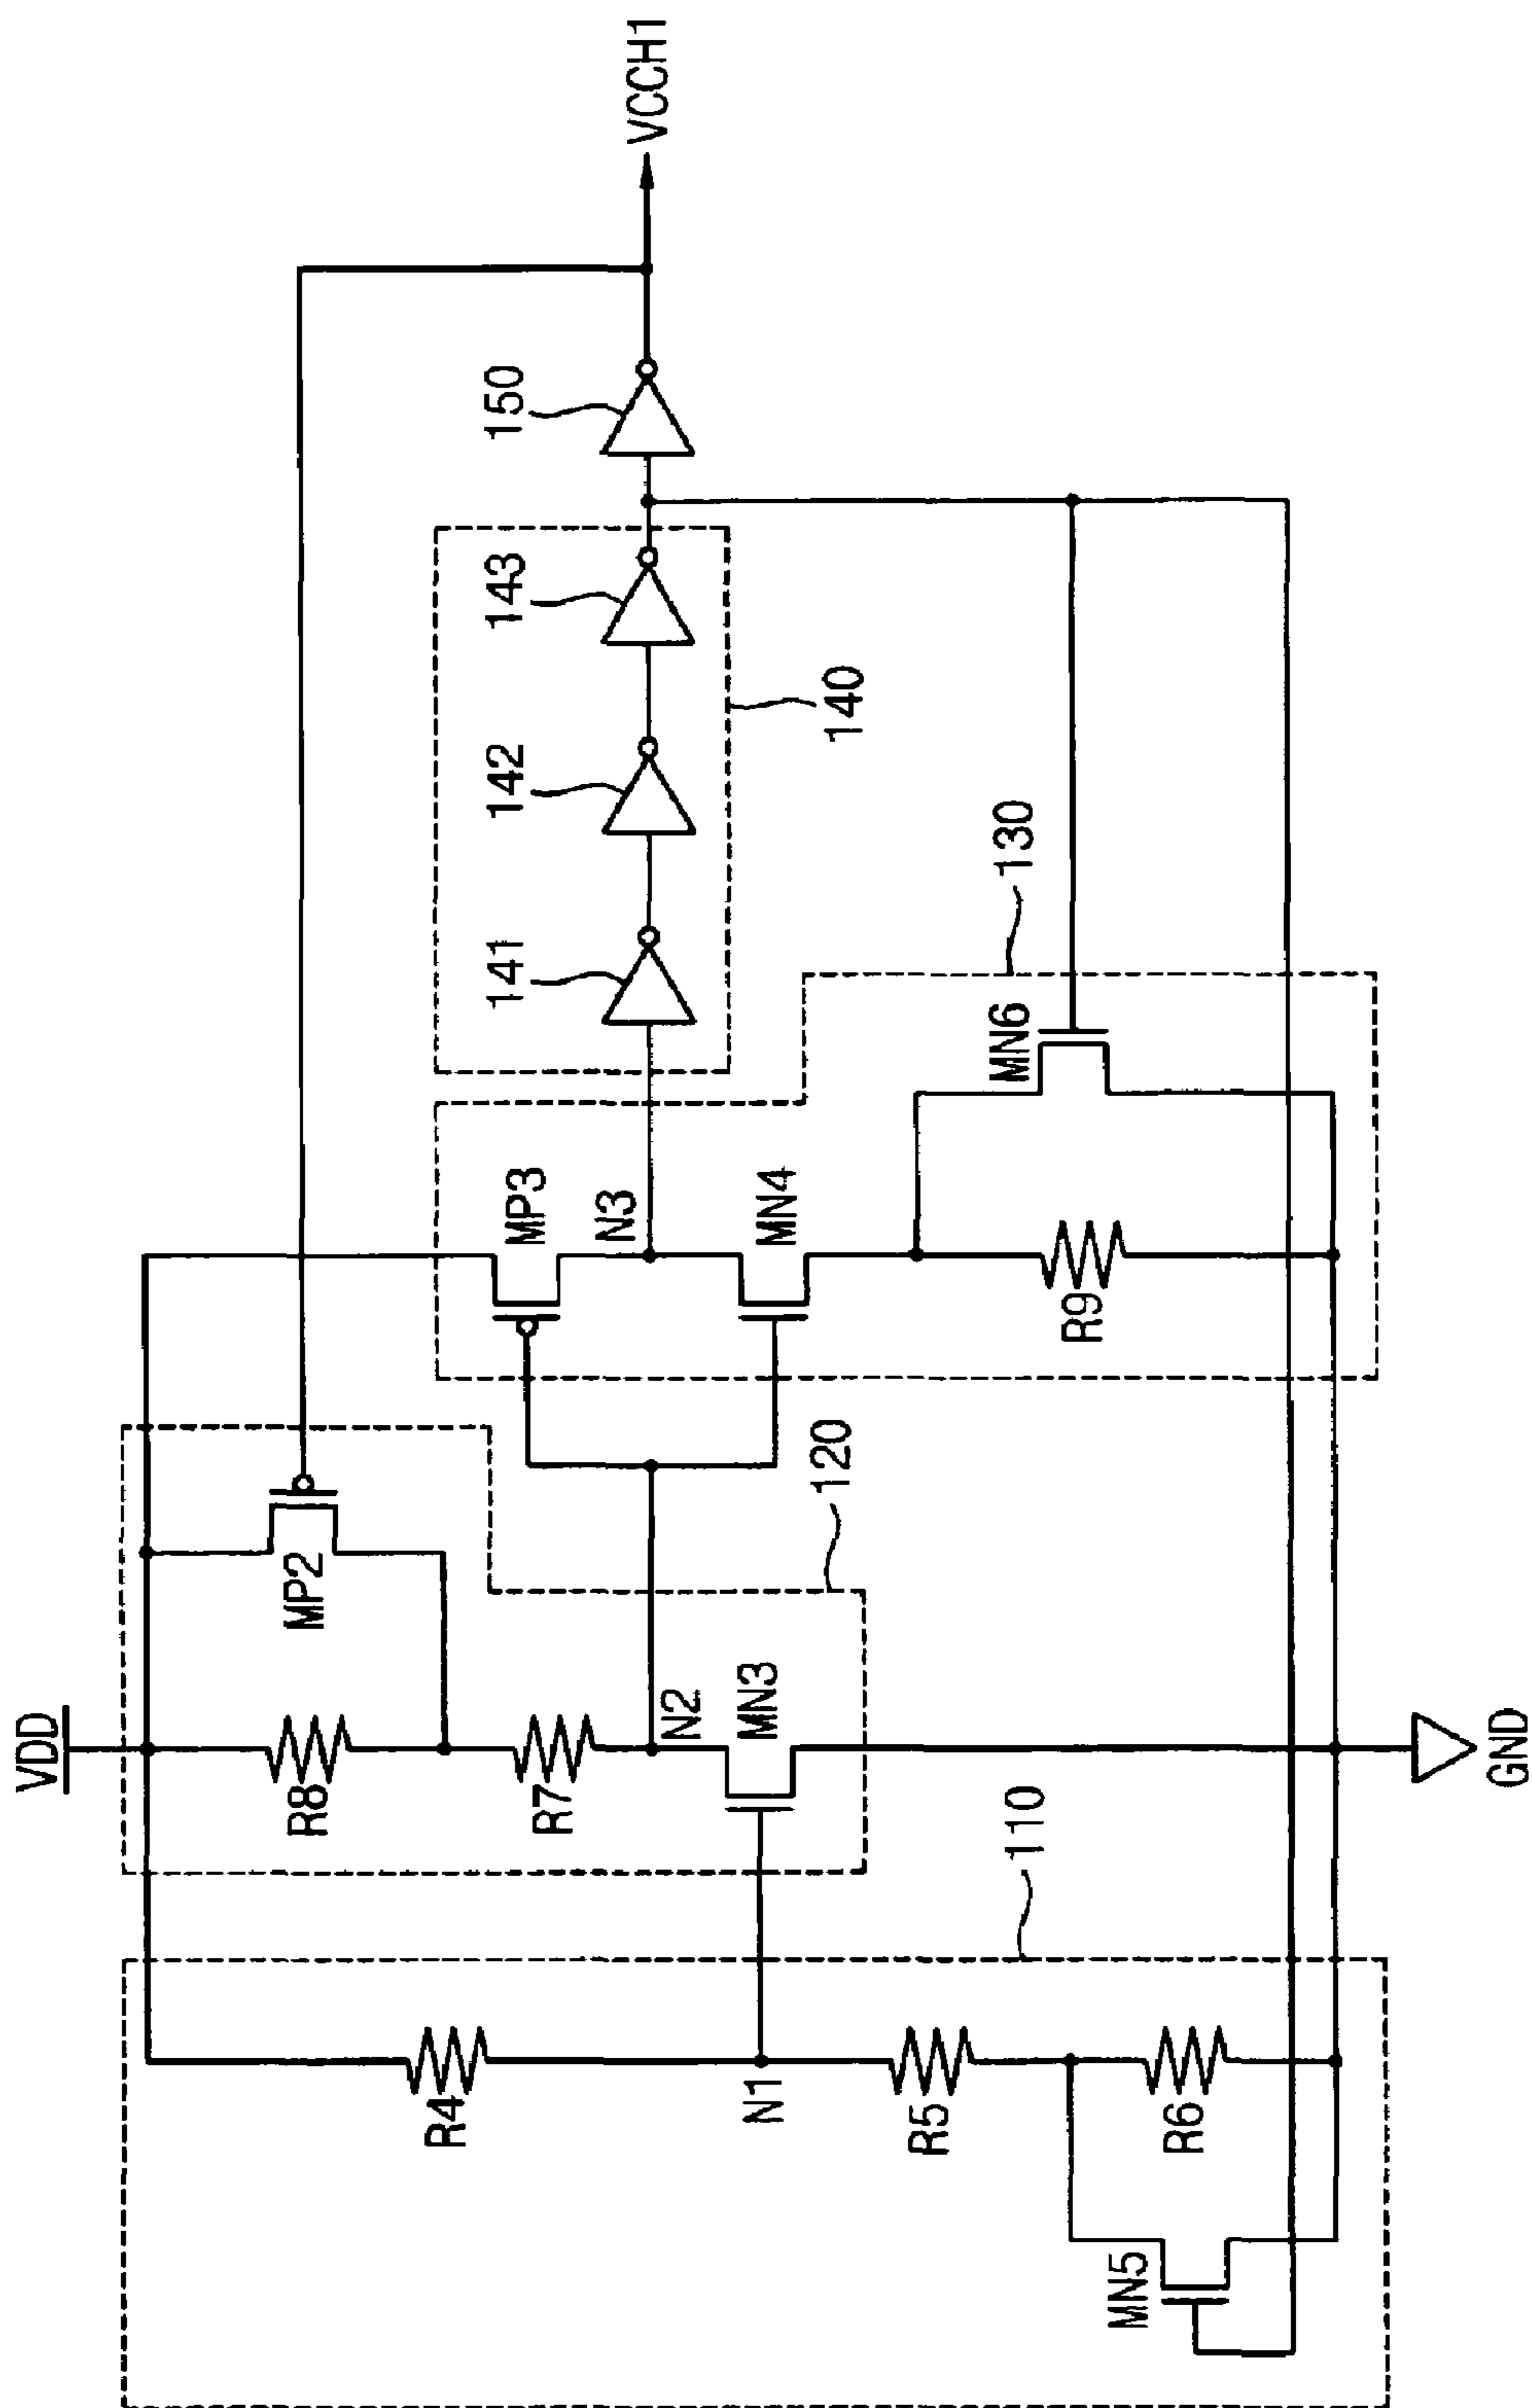 VDD
R8
MP2
R7
N2
MN3
120
R4
N1
R5
R6
MN5
110
MP3
N3
MN4
R9
MN6
130
141
142
143
140
150
VCCH1
GND